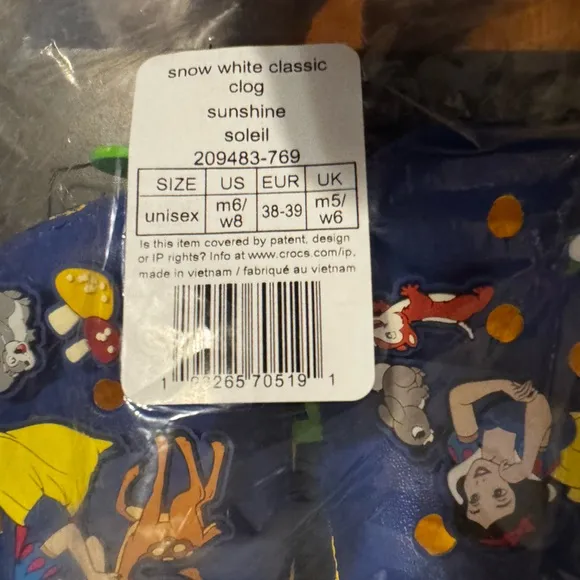 snow white classic
clog
sunshine
soleil
209483-769
SIZE US EUR UK
unisex m6/ w8 38-39 m5/ w6
Is this item covered by patent, design
or IP rights? Info at www.crocs.com/ip.
made in vietnam / fabriqué au vietnam
1 70519 1